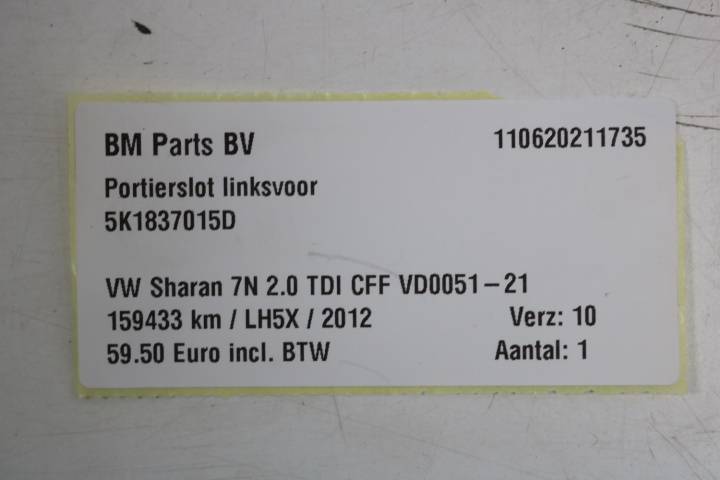 BM Parts BV 110620211735
Portierslot linksvoor
5K1837015D
VW Sharan 7N 2.0 TDI CFF VD0051-21
159433 km / LH5X / 2012 Verz: 10
59.50 Euro incl. BTW Aantal: 1